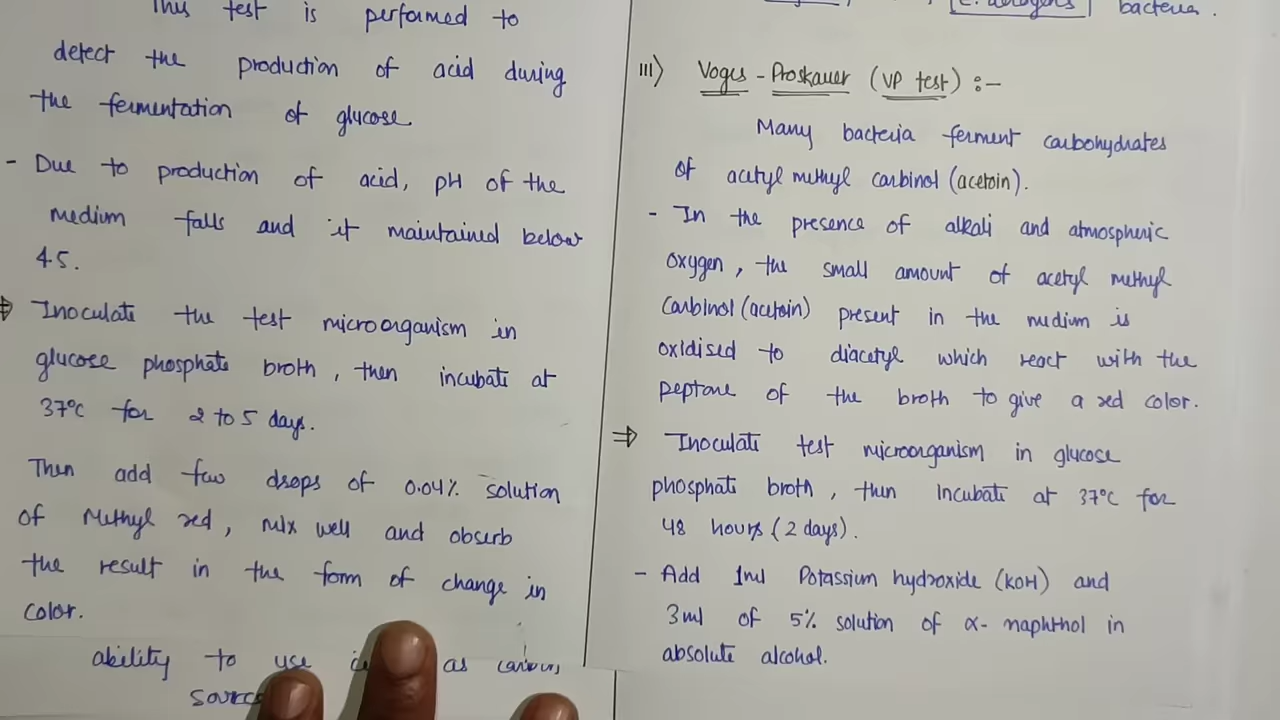 This test is performed to
detect the production of acid during
the fermentation of glucose
- Due to production of acid, pH of the
medium falls and it maintained below
4.5.
⇒ Inoculate the test microorganism in
glucose phosphate broth, then incubate at
37°C for 2 to 5 days.
Then add few drops of 0.04% solution
of Methyl red, mix well and observb
the result in the form of change in
color.
ability to use as
bacteria.
III) Voges - Proskauer (VP test) :-
Many bacteria ferment carbohydrates
of acetyl methyl carbinol (acetoin).
- In the presence of alkali and atmospheric
oxygen, the small amount of acetyl methyl
Carbinol (acetoin) present in the medium is
oxidised to diacetyl which react with the
peptone of the broth to give a red color.
⇒ Inoculate test microorganism in glucose
phosphate broth, then Incubate at 37°C for
48 hours (2 days).
- Add 1ml Potassium hydroxide (KOH) and
3ml of 5% solution of α- naphthol in
absolute alcohol.